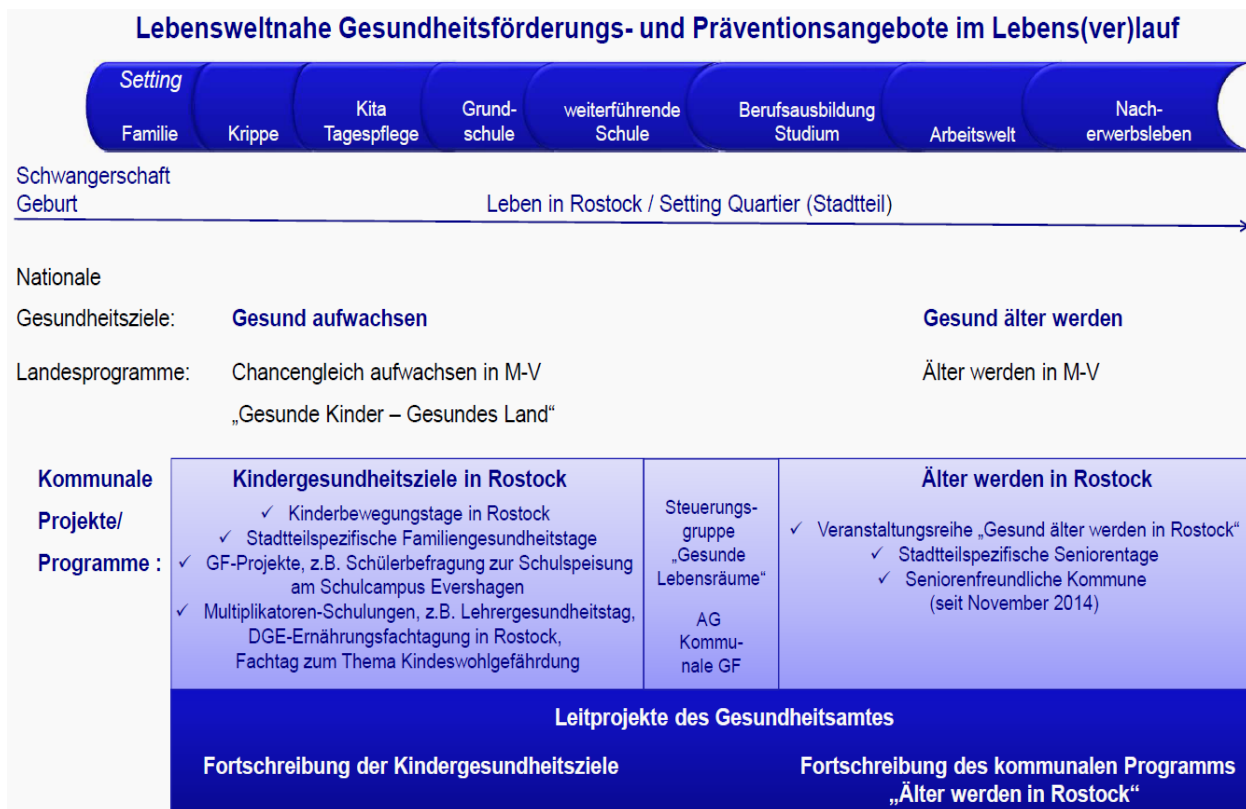 Lebensweltnahe Gesundheitsförderungs- und Präventionsangebote im Lebens(ver)lauf
Setting
Familie
Krippe
Kita
Tagespflege
Grund-
schule
weiterführende
Schule
Berufsausbildung
Studium
Arbeitswelt
Nach-
erwerbsleben
Schwangerschaft
Geburt
Leben in Rostock / Setting Quartier (Stadtteil)
Nationale
Gesundheitsziele:
Gesund aufwachsen
Gesund älter werden
Landesprogramme:
Chancengleich aufwachsen in M-V
„Gesunde Kinder – Gesundes Land“
Älter werden in M-V
Kommunale
Projekte/
Programme :
Kindergesundheitsziele in Rostock
✓ Kinderbewegungstage in Rostock
✓ Stadtteilspezifische Familiengesundheitstage
✓ GF-Projekte, z.B. Schülerbefragung zur Schulspeisung
am Schulcampus Evershagen
✓ Multiplikatoren-Schulungen, z.B. Lehrergesundheitstag,
DGE-Ernährungsfachtagung in Rostock,
Fachtag zum Thema Kindeswohlgefährdung
Steuerungs-
gruppe
„Gesunde
Lebensräume“
AG
Kommu-
nale GF
Älter werden in Rostock
✓ Veranstaltungsreihe „Gesund älter werden in Rostock“
✓ Stadtteilspezifische Seniorentage
✓ Seniorenfreundliche Kommune
(seit November 2014)
Leitprojekte des Gesundheitsamtes
Fortschreibung der Kindergesundheitsziele
Fortschreibung des kommunalen Programms
„Älter werden in Rostock“